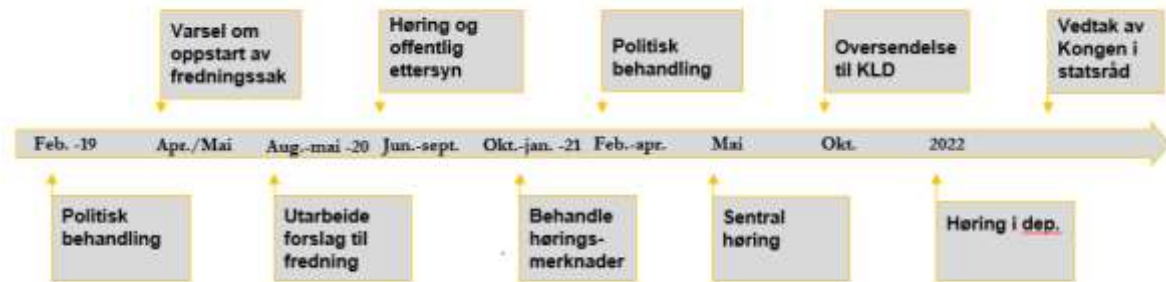 Varsel om
oppstart av
fredningssak
Høring og
offentlig
ettersyn
Politisk
behandling
Oversendelse
til KLD
Vedtak av
Kongen i
statsråd
Feb. -19 Apr./Mai Aug.-mai -20 Jun.-sept. Okt.-jan. -21 Feb.-apr. Mai Okt. 2022
Politisk
behandling
Utarbeide
forslag til
fredning
Behandle
hørings-
merknader
Sentral
høring
Høring i dep.